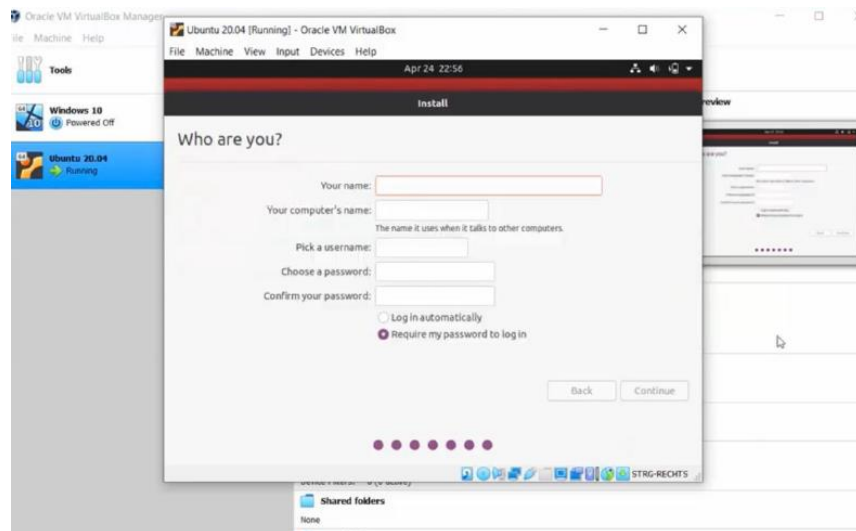 Oracle VM VirtualBox Manager
Machine Help
Tools
Windows 10
Powered Off
Ubuntu 20.04
Running
Ubuntu 20.04 [Running] - Oracle VM VirtualBox
File Machine View Input Devices Help
Apr 24 22:56
Install
Who are you?
Your name:
Your computer's name:
The name it uses when it talks to other computers.
Pick a username:
Choose a password:
Confirm your password:
Log in automatically
Require my password to log in
Back Continue
STRG-RECHTS
Shared folders
None